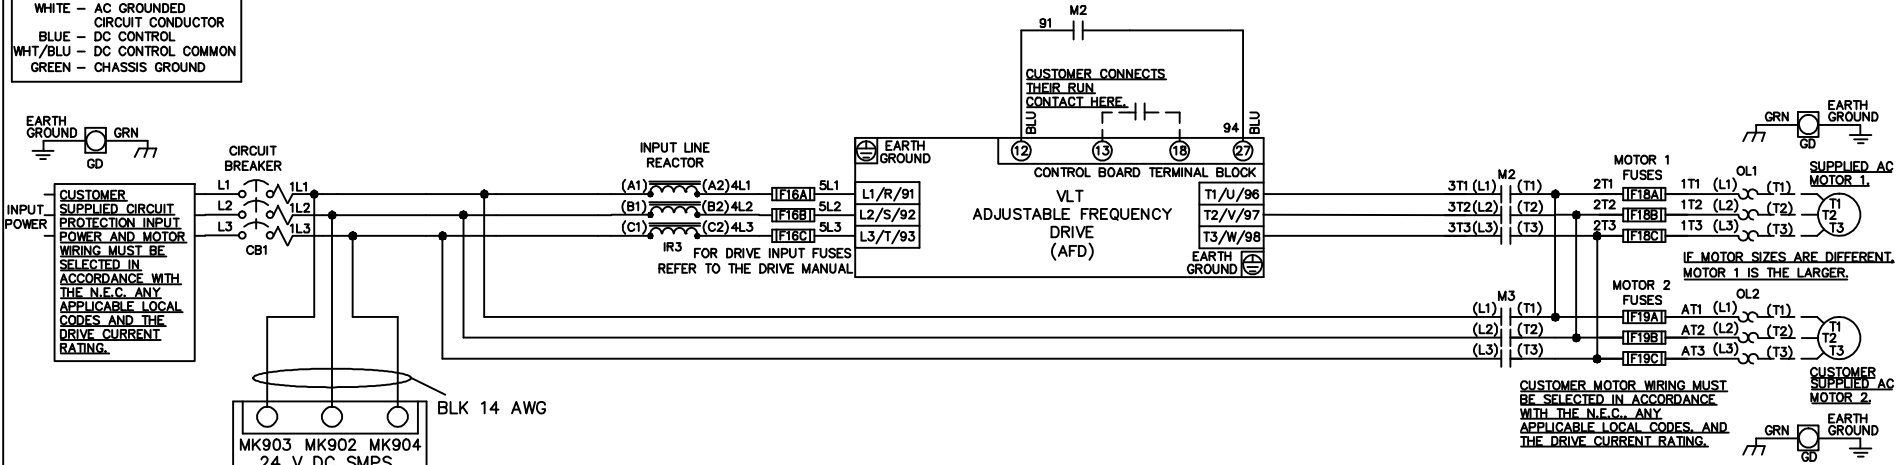 WHITE – AC GROUNDED
CIRCUIT CONDUCTOR
BLUE – DC CONTROL
WHT/BLU – DC CONTROL COMMON
GREEN – CHASSIS GROUND
EARTH
GROUND
GRN
GD
INPUT
POWER
CUSTOMER
SUPPLIED CIRCUIT
PROTECTION INPUT
POWER AND MOTOR
WIRING MUST BE
SELECTED IN
ACCORDANCE WITH
THE N.E.C. ANY
APPLICABLE LOCAL
CODES AND THE
DRIVE CURRENT
RATING.
CIRCUIT
BREAKER
L1 1L1
L2 1L2
L3 1L3
CB1
BLK 14 AWG
MK903 MK902 MK904
24 V DC SMPS
INPUT LINE
REACTOR
(A1) (A2) 4L1 F16A 5L1
(B1) (B2) 4L2 F16B 5L2
(C1) (C2) 4L3 F16C 5L3
IR3
FOR DRIVE INPUT FUSES
REFER TO THE DRIVE MANUAL
M2
91
CUSTOMER CONNECTS
THEIR RUN
CONTACT HERE.
BLU
94 BLU
12 13 18 27
CONTROL BOARD TERMINAL BLOCK
EARTH
GROUND
L1/R/91
L2/S/92
L3/T/93
VLT
ADJUSTABLE FREQUENCY
DRIVE
(AFD)
T1/U/96
T2/V/97
T3/W/98
EARTH
GROUND
M2
3T1 (L1) (T1)
3T2 (L2) (T2)
3T3 (L3) (T3)
MOTOR 1
FUSES
2T1 F18A 1T1 (L1) (T1)
2T2 F18B 1T2 (L2) (T2)
2T3 F18C 1T3 (L3) (T3)
OL1
T1
T2
T3
GRN
GD
EARTH
GROUND
SUPPLIED AC
MOTOR 1.
IF MOTOR SIZES ARE DIFFERENT,
MOTOR 1 IS THE LARGER.
M3
(L1) (T1)
(L2) (T2)
(L3) (T3)
MOTOR 2
FUSES
F19A AT1 (L1) (T1)
F19B AT2 (L2) (T2)
F19C AT3 (L3) (T3)
OL2
T1
T2
T3
CUSTOMER
SUPPLIED AC
MOTOR 2.
CUSTOMER MOTOR WIRING MUST
BE SELECTED IN ACCORDANCE
WITH THE N.E.C., ANY
APPLICABLE LOCAL CODES, AND
THE DRIVE CURRENT RATING.
GRN
GD
EARTH
GROUND